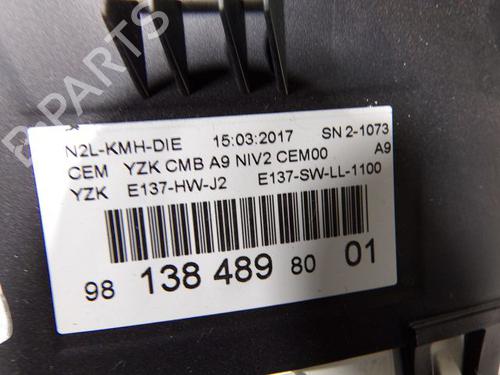 B-PARTS
N2L-KMH-DIE 15:03:2017 SN 2-1073
CEM YZK CMB A9 NIV2 CEM00 A9
YZK E137-HW-J2 E137-SW-LL-1100
98 138 489 80 01